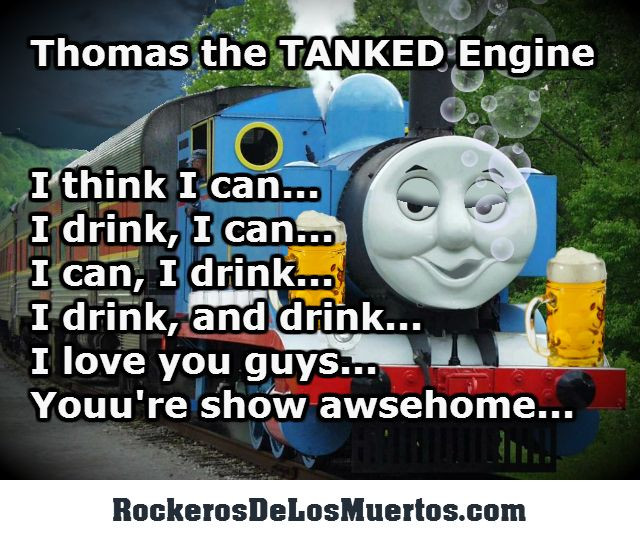 Thomas the TANKED Engine
I think I can...
I drink, I can...
I can, I drink...
I drink, and drink...
I love you guys...
Youu're show awsehome...
RockerosDeLosMuertos.com